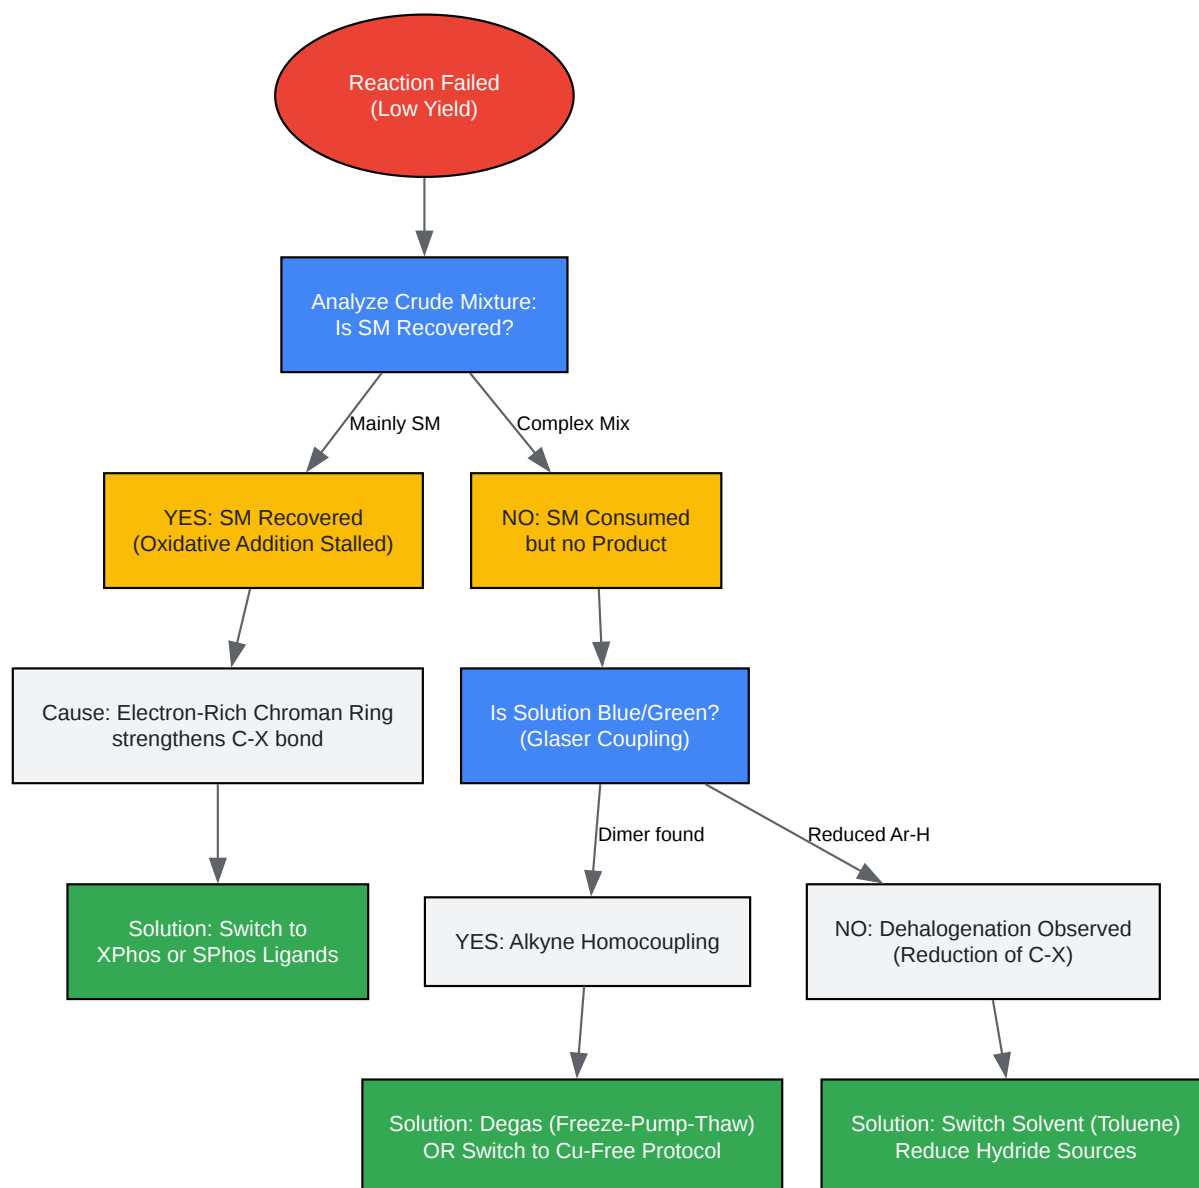 Reaction Failed
(Low Yield)
Analyze Crude Mixture:
Is SM Recovered?
Mainly SM
Complex Mix
YES: SM Recovered
(Oxidative Addition Stalled)
NO: SM Consumed
but no Product
Cause: Electron-Rich Chroman Ring
strengthens C-X bond
Is Solution Blue/Green?
(Glaser Coupling)
Dimer found
Reduced Ar-H
Solution: Switch to
XPhos or SPhos Ligands
YES: Alkyne Homocoupling
NO: Dehalogenation Observed
(Reduction of C-X)
Solution: Degas (Freeze-Pump-Thaw)
OR Switch to Cu-Free Protocol
Solution: Switch Solvent (Toluene)
Reduce Hydride Sources